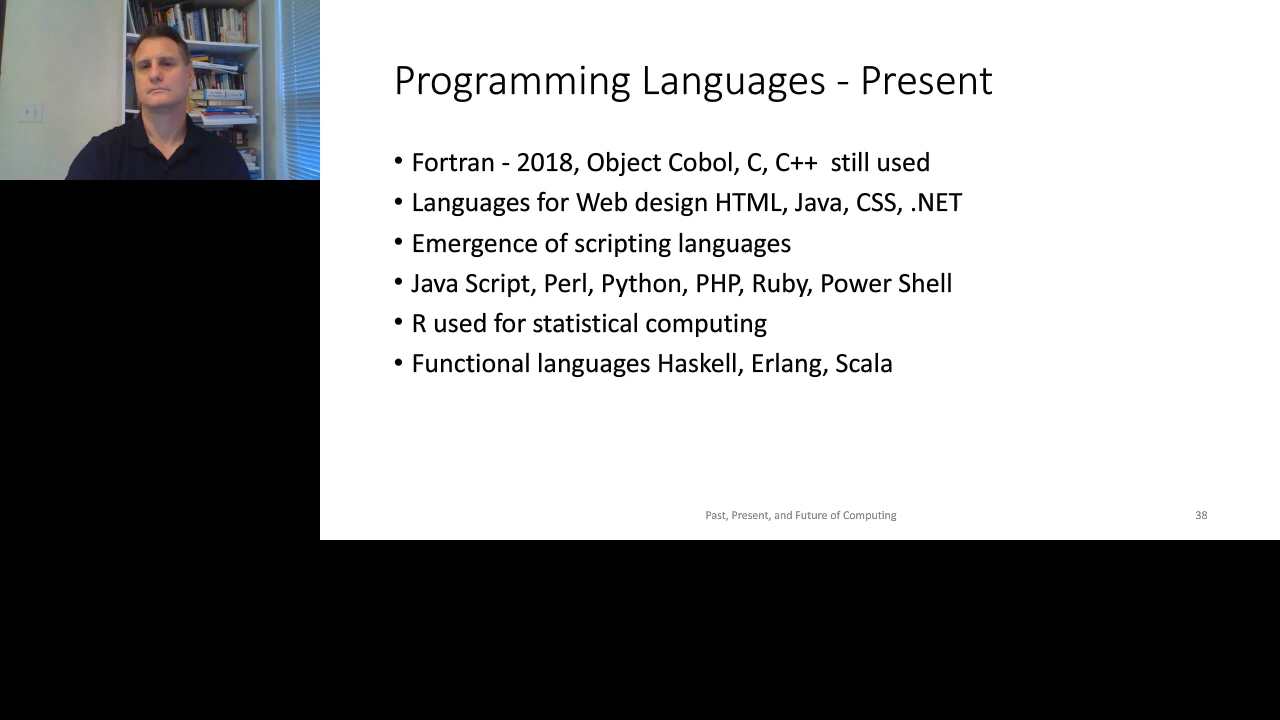 Programming Languages - Present
• Fortran - 2018, Object Cobol, C, C++  still used
• Languages for Web design HTML, Java, CSS, .NET
• Emergence of scripting languages
• Java Script, Perl, Python, PHP, Ruby, Power Shell
• R used for statistical computing
• Functional languages Haskell, Erlang, Scala
Past, Present, and Future of Computing
38